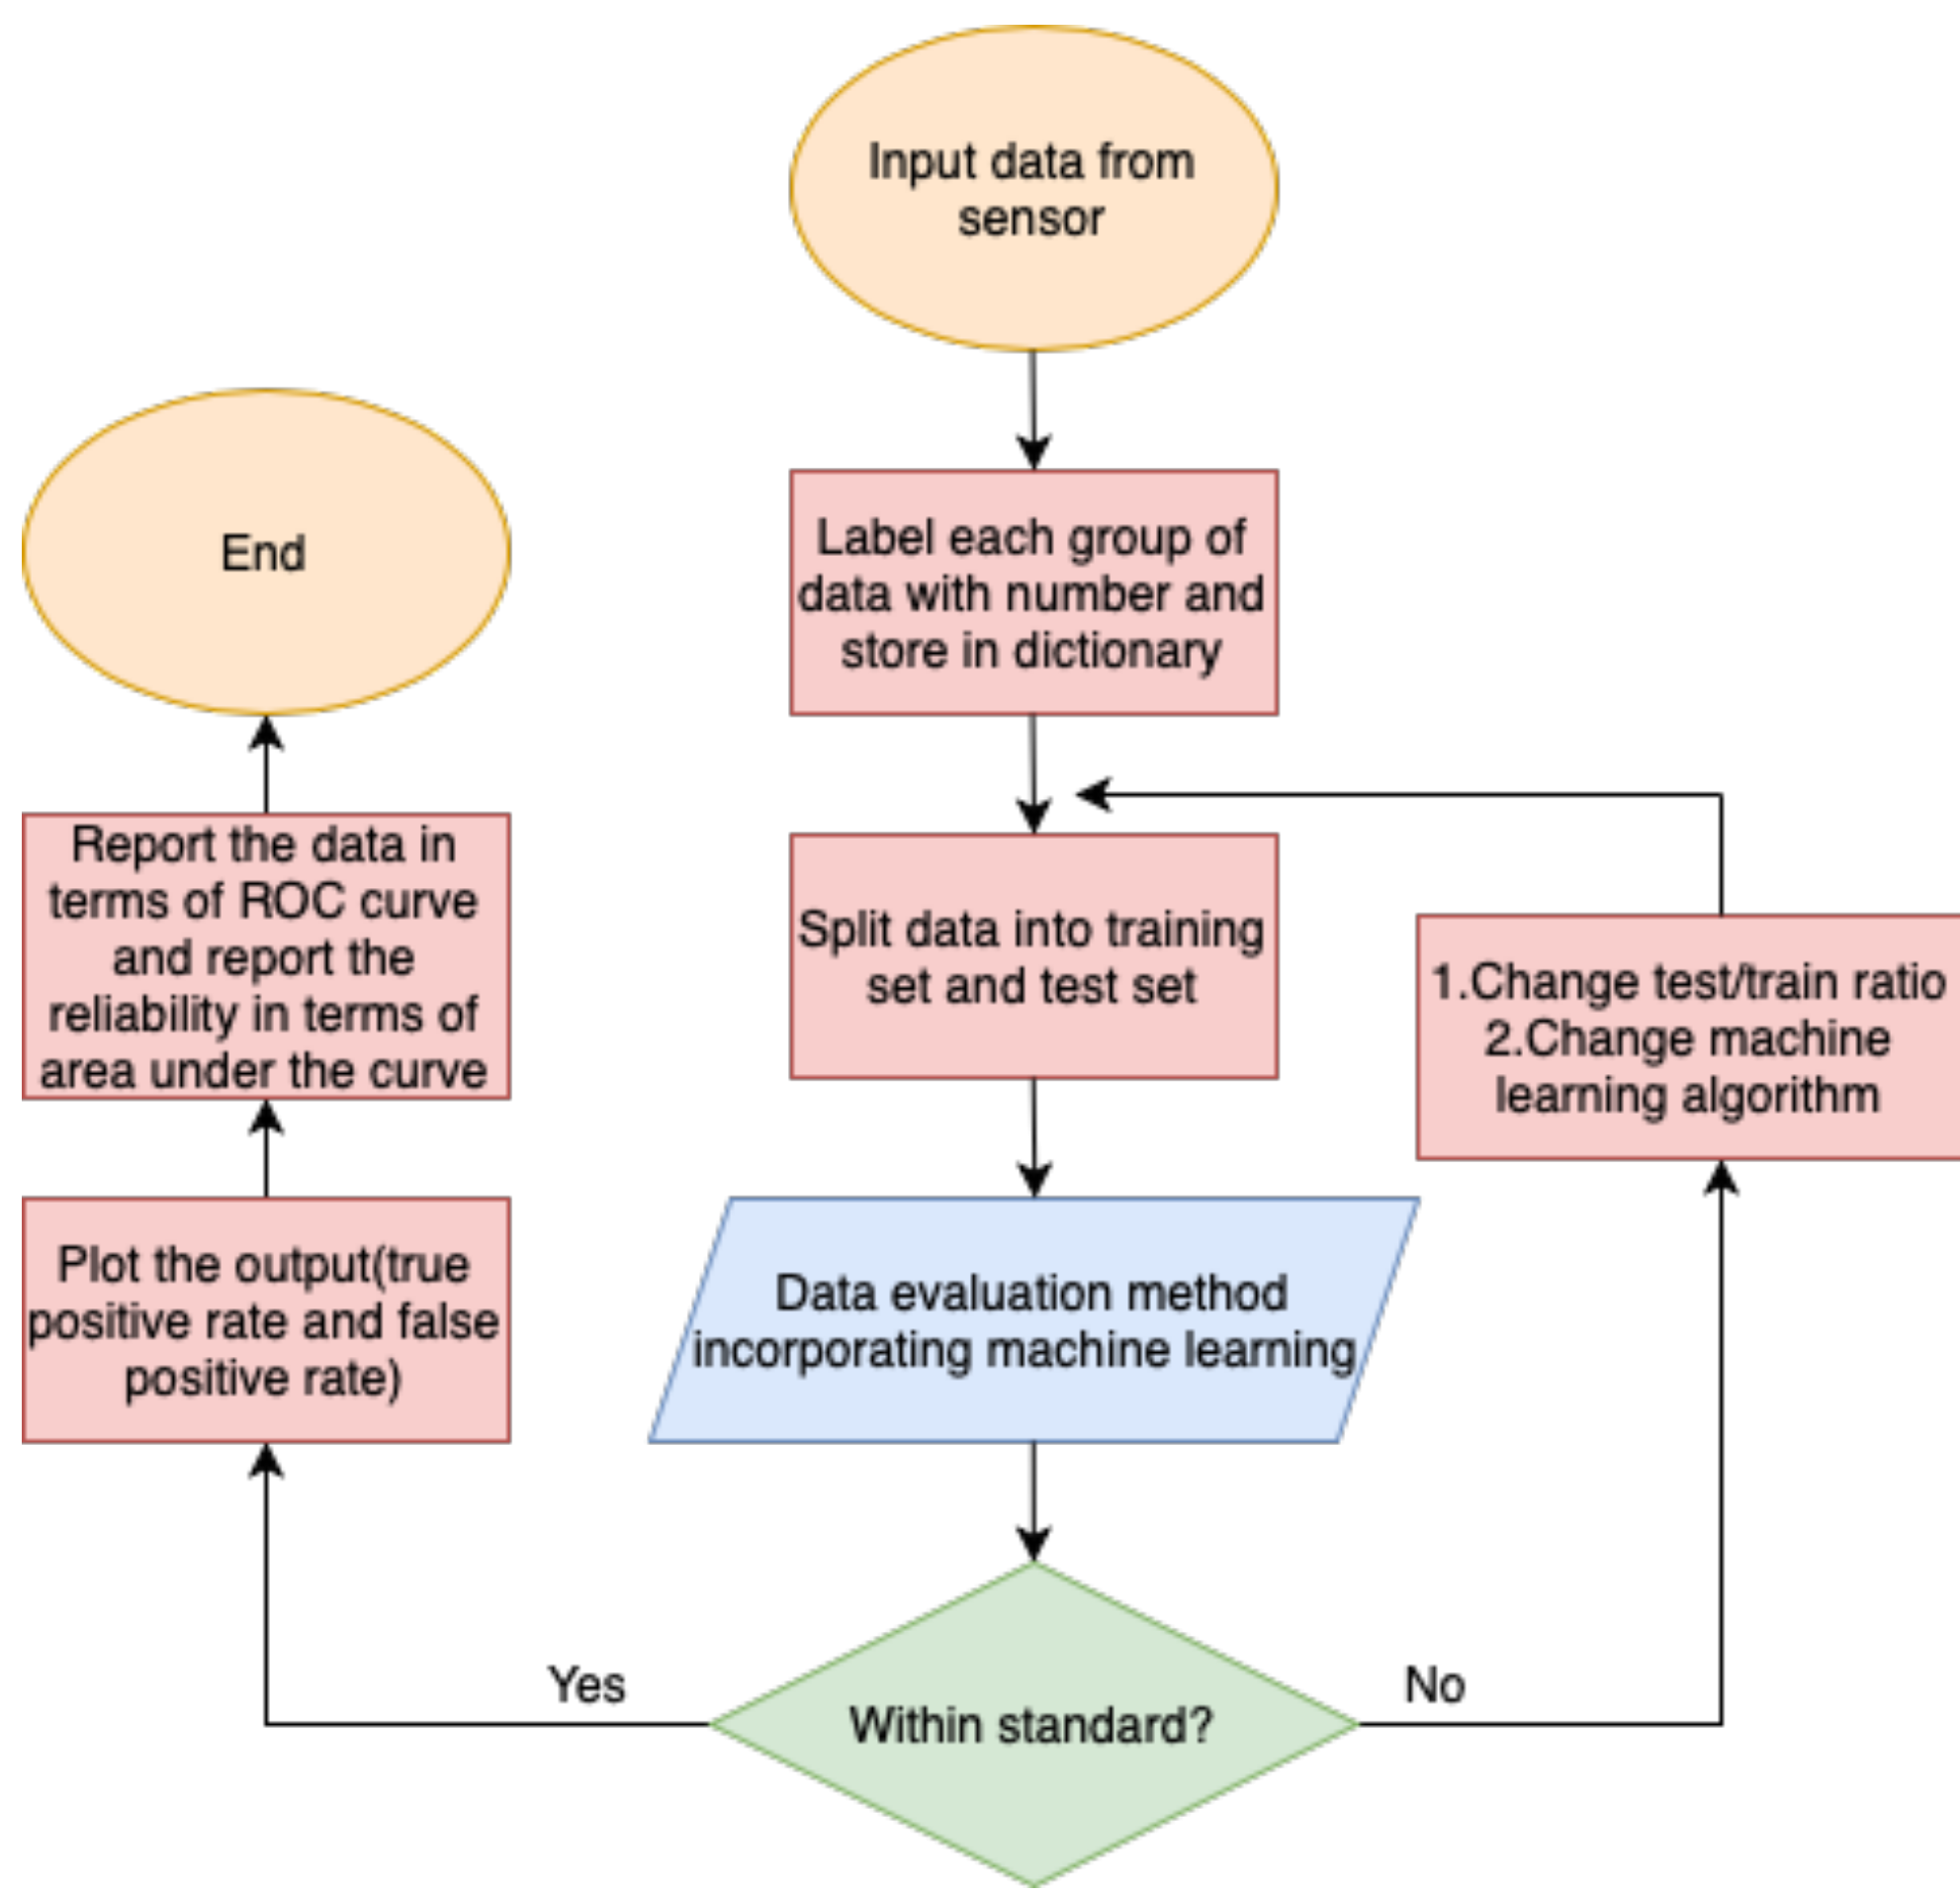 Input data from
sensor
Label each group of
data with number and
store in dictionary
Split data into training
set and test set
Data evaluation method
incorporating machine learning
Within standard?
Yes
No
1.Change test/train ratio
2.Change machine
learning algorithm
Plot the output(true
positive rate and false
positive rate)
Report the data in
terms of ROC curve
and report the
reliability in terms of
area under the curve
End